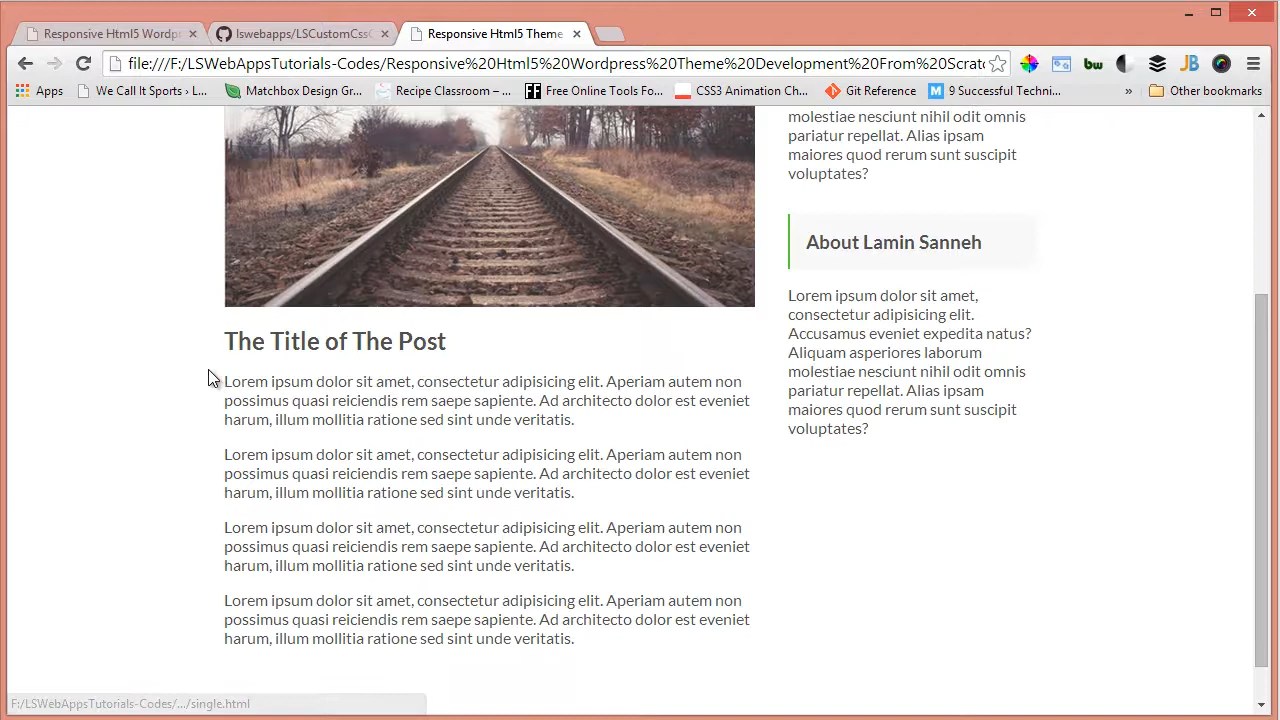 Responsive Html5 Wordpr
lswebapps/LSCustomCss
Responsive Html5 Theme
file:///F:/LSWebAppsTutorials-Codes/Responsive%20Html5%20Wordpress%20Theme%20Development%20From%20Scratc
Apps
We Call It Sports › L...
Matchbox Design Gr...
Recipe Classroom – ...
Free Online Tools Fo...
CSS3 Animation Ch...
Git Reference
9 Successful Techni...
»
Other bookmarks
molestiae nesciunt nihil odit omnis
pariatur repellat. Alias ipsam
maiores quod rerum sunt suscipit
voluptates?
About Lamin Sanneh
Lorem ipsum dolor sit amet,
consectetur adipisicing elit.
Accusamus eveniet expedita natus?
Aliquam asperiores laborum
molestiae nesciunt nihil odit omnis
pariatur repellat. Alias ipsam
maiores quod rerum sunt suscipit
voluptates?
The Title of The Post
Lorem ipsum dolor sit amet, consectetur adipisicing elit. Aperiam autem non
possimus quasi reiciendis rem saepe sapiente. Ad architecto dolor est eveniet
harum, illum mollitia ratione sed sint unde veritatis.
Lorem ipsum dolor sit amet, consectetur adipisicing elit. Aperiam autem non
possimus quasi reiciendis rem saepe sapiente. Ad architecto dolor est eveniet
harum, illum mollitia ratione sed sint unde veritatis.
Lorem ipsum dolor sit amet, consectetur adipisicing elit. Aperiam autem non
possimus quasi reiciendis rem saepe sapiente. Ad architecto dolor est eveniet
harum, illum mollitia ratione sed sint unde veritatis.
Lorem ipsum dolor sit amet, consectetur adipisicing elit. Aperiam autem non
possimus quasi reiciendis rem saepe sapiente. Ad architecto dolor est eveniet
harum, illum mollitia ratione sed sint unde veritatis.
F:/LSWebAppsTutorials-Codes/.../single.html